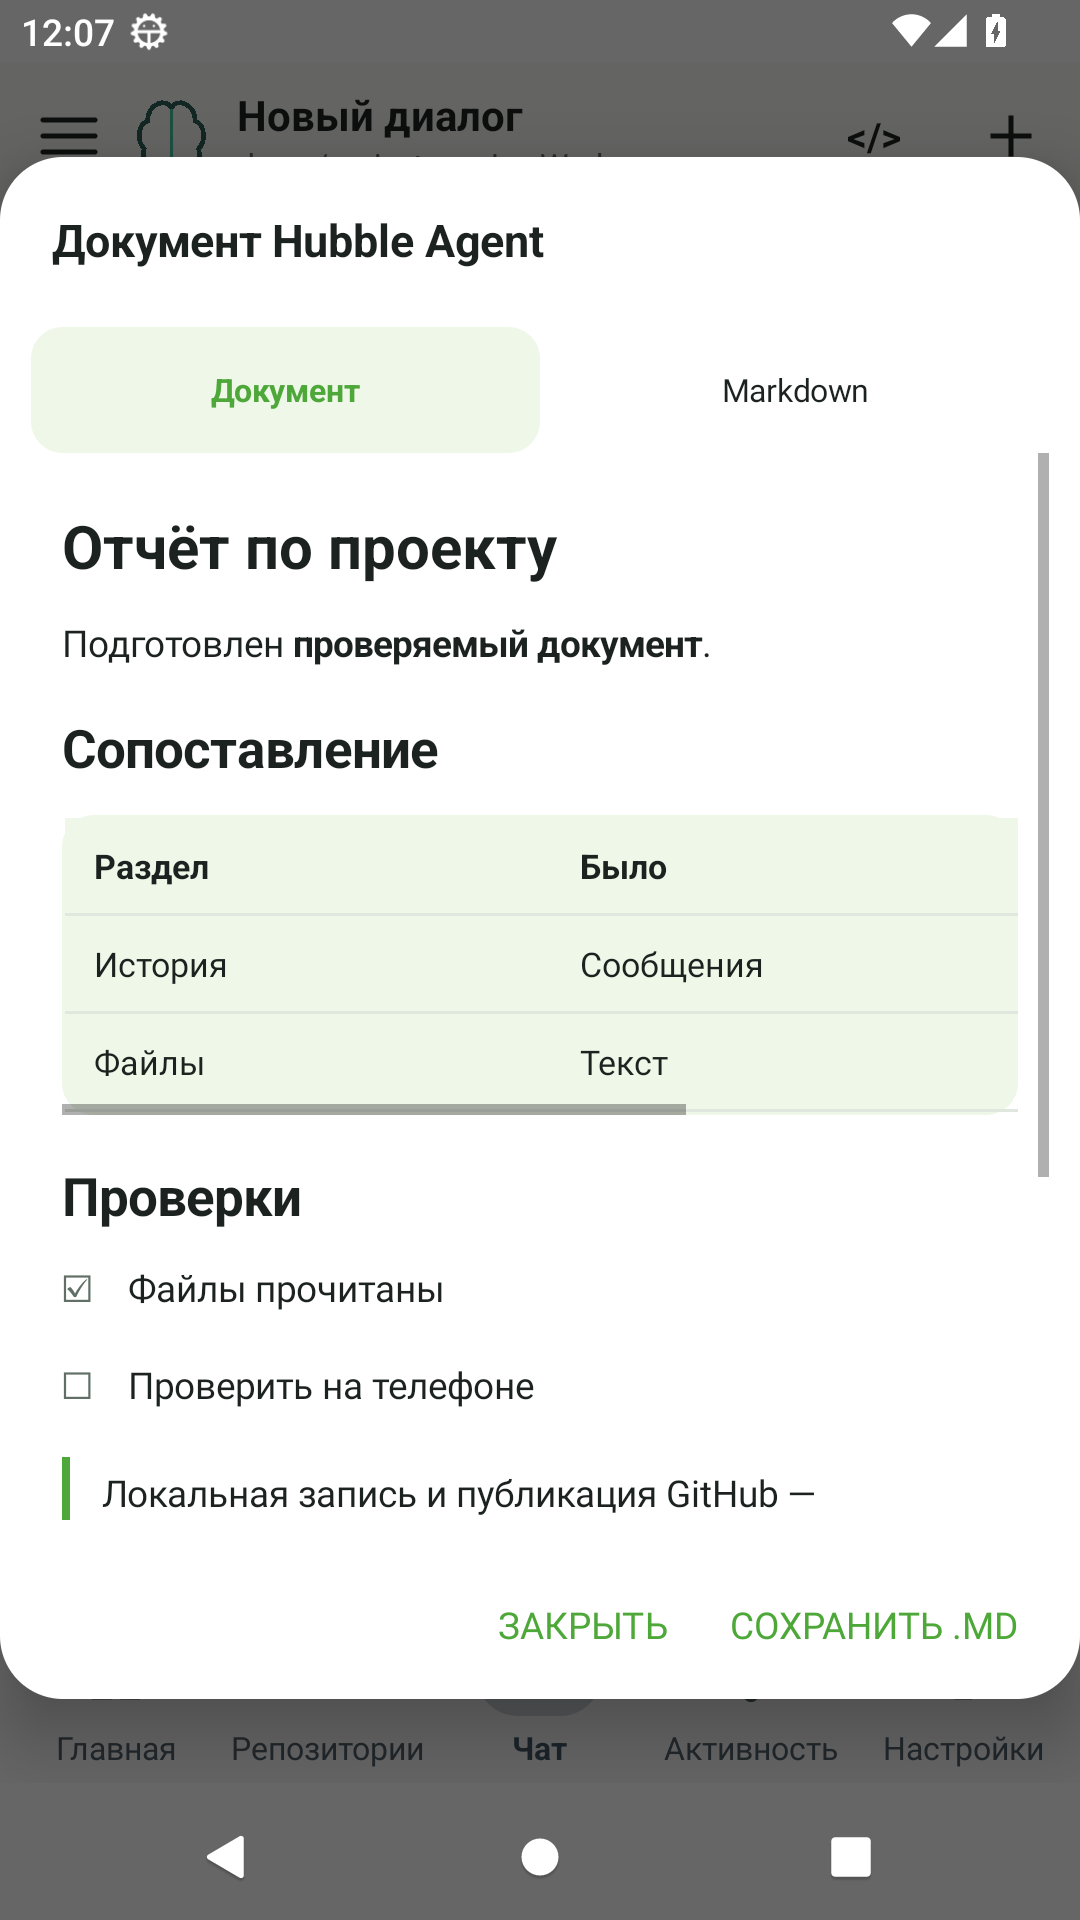 12:07
Новый диалог
</>
Документ Hubble Agent
Документ
Markdown
Отчёт по проекту
Подготовлен проверяемый документ.
Сопоставление
Раздел Было
История Сообщения
Файлы Текст
Проверки
☑ Файлы прочитаны
☐ Проверить на телефоне
Локальная запись и публикация GitHub —
ЗАКРЫТЬ СОХРАНИТЬ .MD
Главная Репозитории Чат Активность Настройки